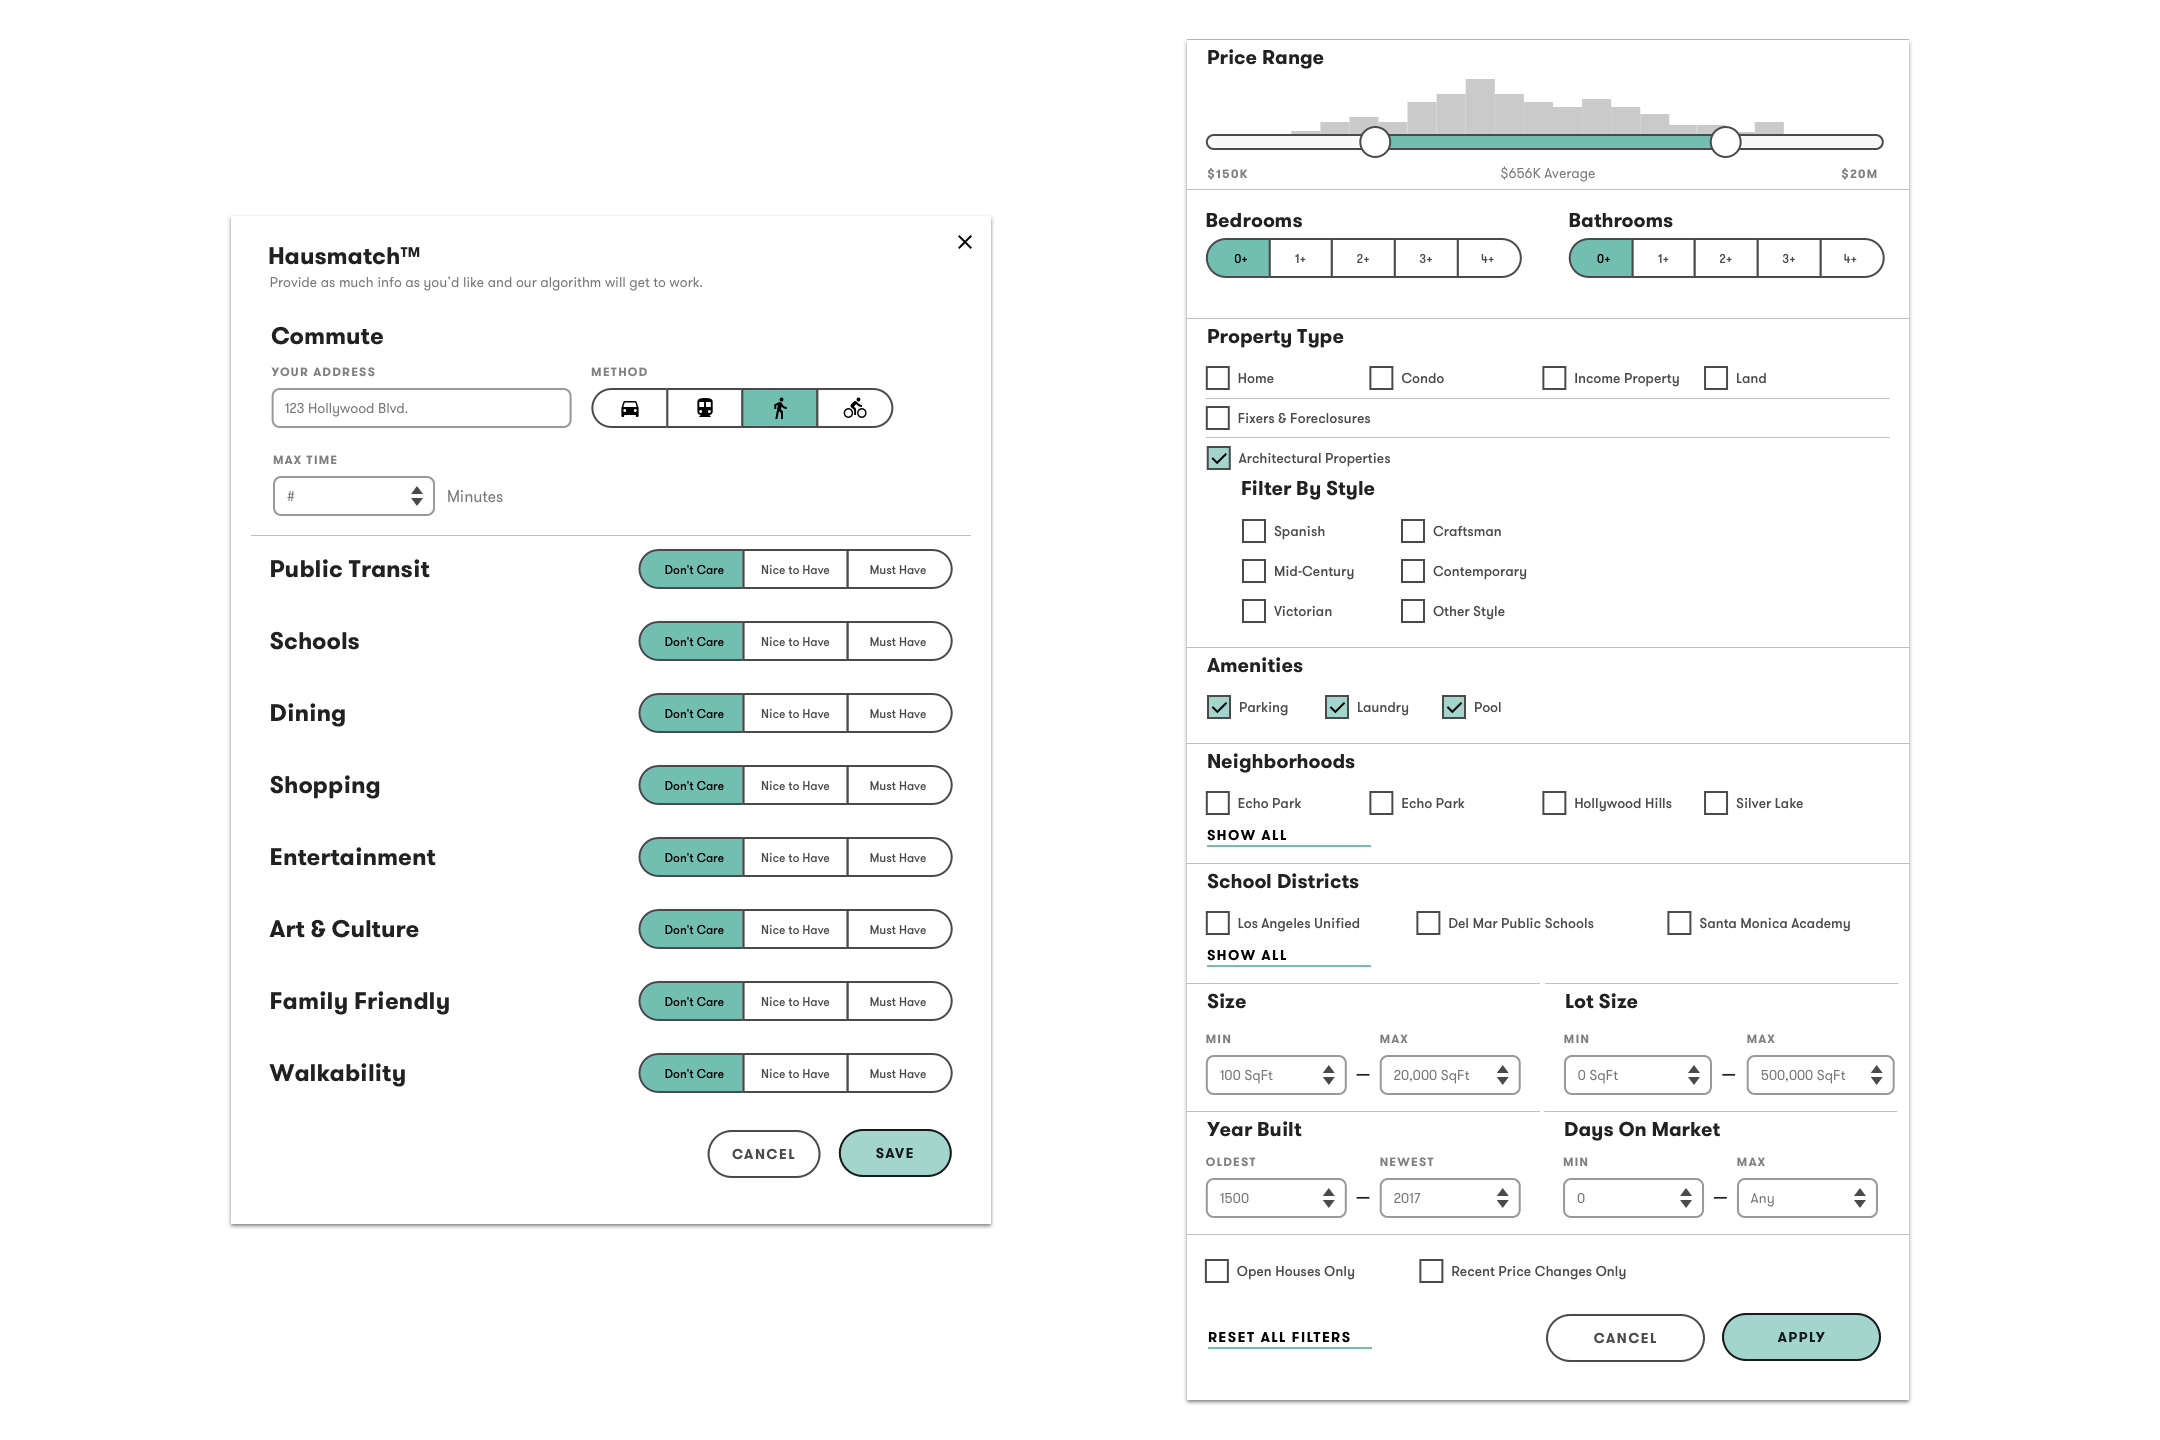 Hausmatch™
Provide as much info as you'd like and our algorithm will get to work.
Commute
YOUR ADDRESS METHOD
123 Hollywood Blvd.
MAX TIME
# Minutes
Public Transit Don't Care Nice to Have Must Have
Schools Don't Care Nice to Have Must Have
Dining Don't Care Nice to Have Must Have
Shopping Don't Care Nice to Have Must Have
Entertainment Don't Care Nice to Have Must Have
Art & Culture Don't Care Nice to Have Must Have
Family Friendly Don't Care Nice to Have Must Have
Walkability Don't Care Nice to Have Must Have
CANCEL SAVE
Price Range
$150K $656K Average $20M
Bedrooms Bathrooms
0+ 1+ 2+ 3+ 4+ 0+ 1+ 2+ 3+ 4+
Property Type
Home Condo Income Property Land
Fixers & Foreclosures
Architectural Properties
Filter By Style
Spanish Craftsman
Mid-Century Contemporary
Victorian Other Style
Amenities
Parking Laundry Pool
Neighborhoods
Echo Park Echo Park Hollywood Hills Silver Lake
SHOW ALL
School Districts
Los Angeles Unified Del Mar Public Schools Santa Monica Academy
SHOW ALL
Size Lot Size
MIN MAX MIN MAX
100 SqFt – 20,000 SqFt 0 SqFt – 500,000 SqFt
Year Built Days On Market
OLDEST NEWEST MIN MAX
1500 – 2017 0 – Any
Open Houses Only Recent Price Changes Only
RESET ALL FILTERS CANCEL APPLY